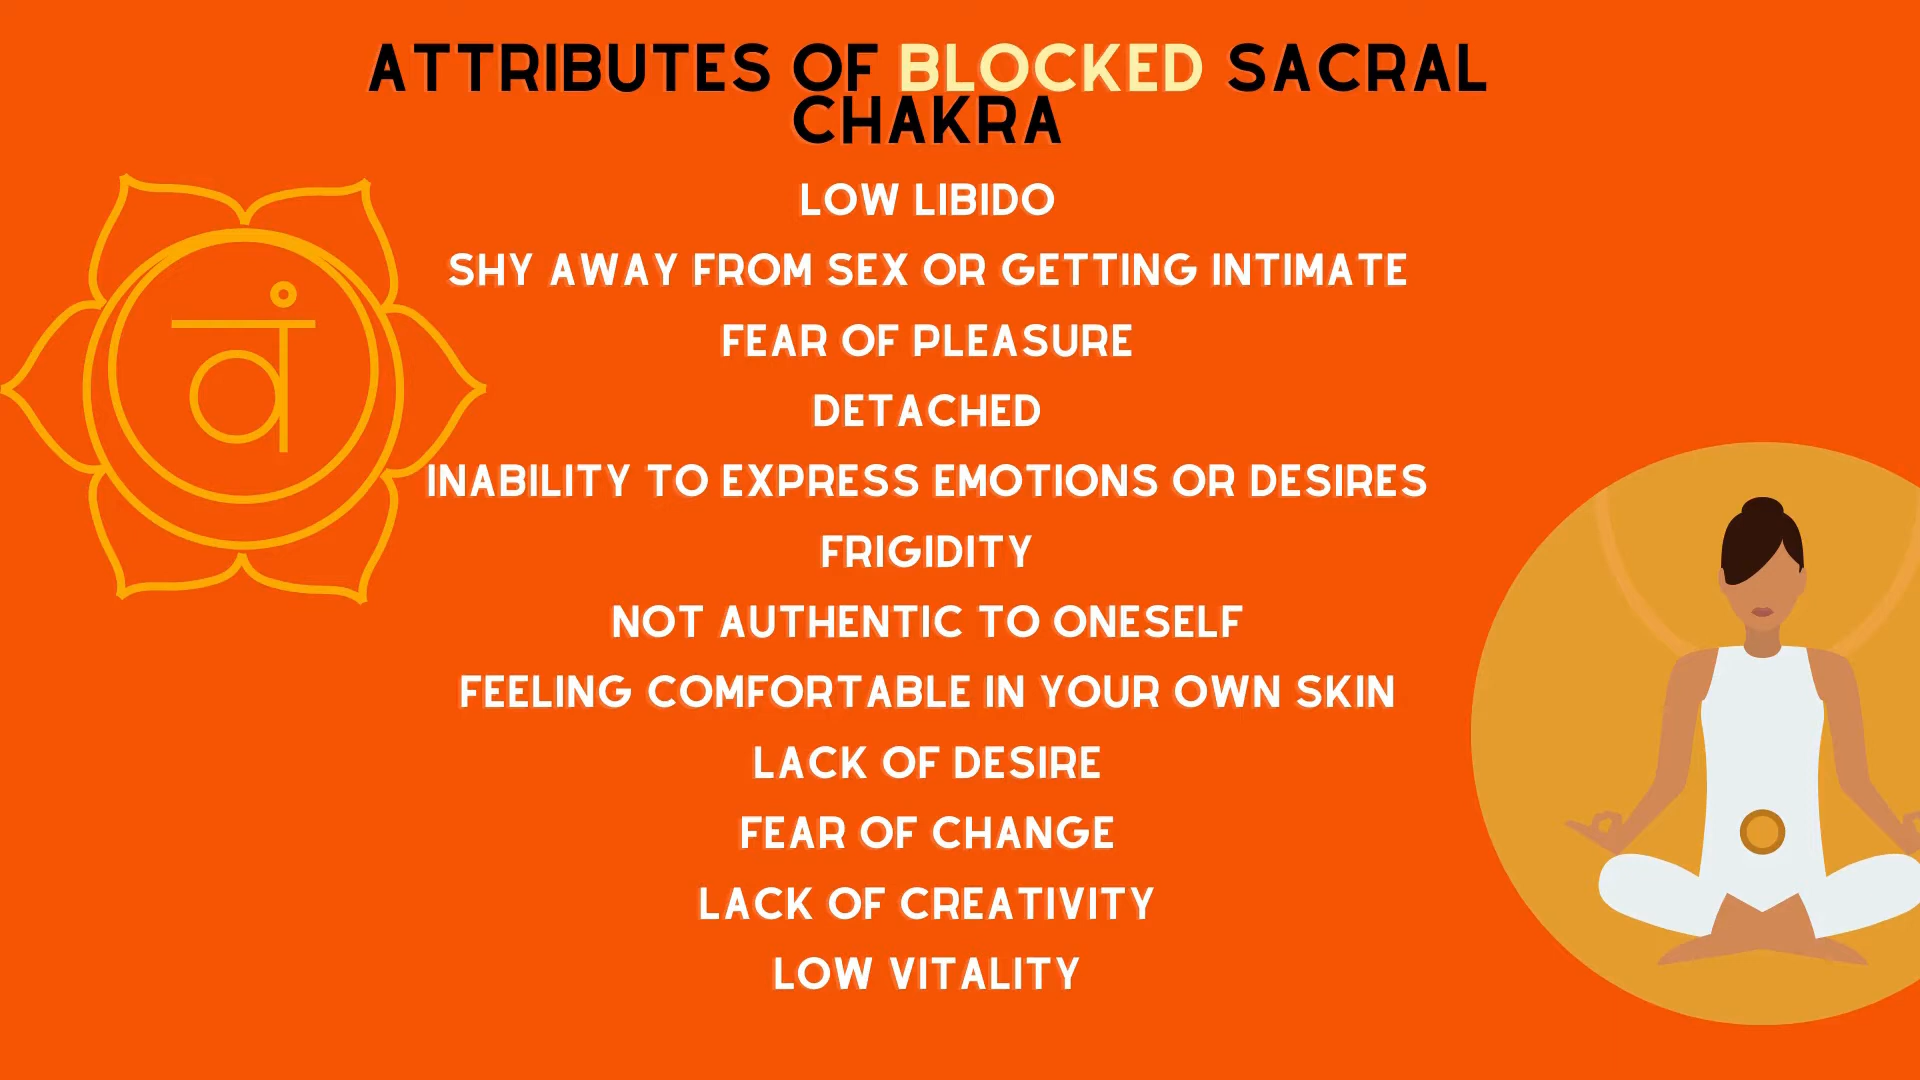 ATTRIBUTES OF BLOCKED SACRAL
CHAKRA
LOW LIBIDO
SHY AWAY FROM SEX OR GETTING INTIMATE
FEAR OF PLEASURE
DETACHED
INABILITY TO EXPRESS EMOTIONS OR DESIRES
FRIGIDITY
NOT AUTHENTIC TO ONESELF
FEELING COMFORTABLE IN YOUR OWN SKIN
LACK OF DESIRE
FEAR OF CHANGE
LACK OF CREATIVITY
LOW VITALITY
वं